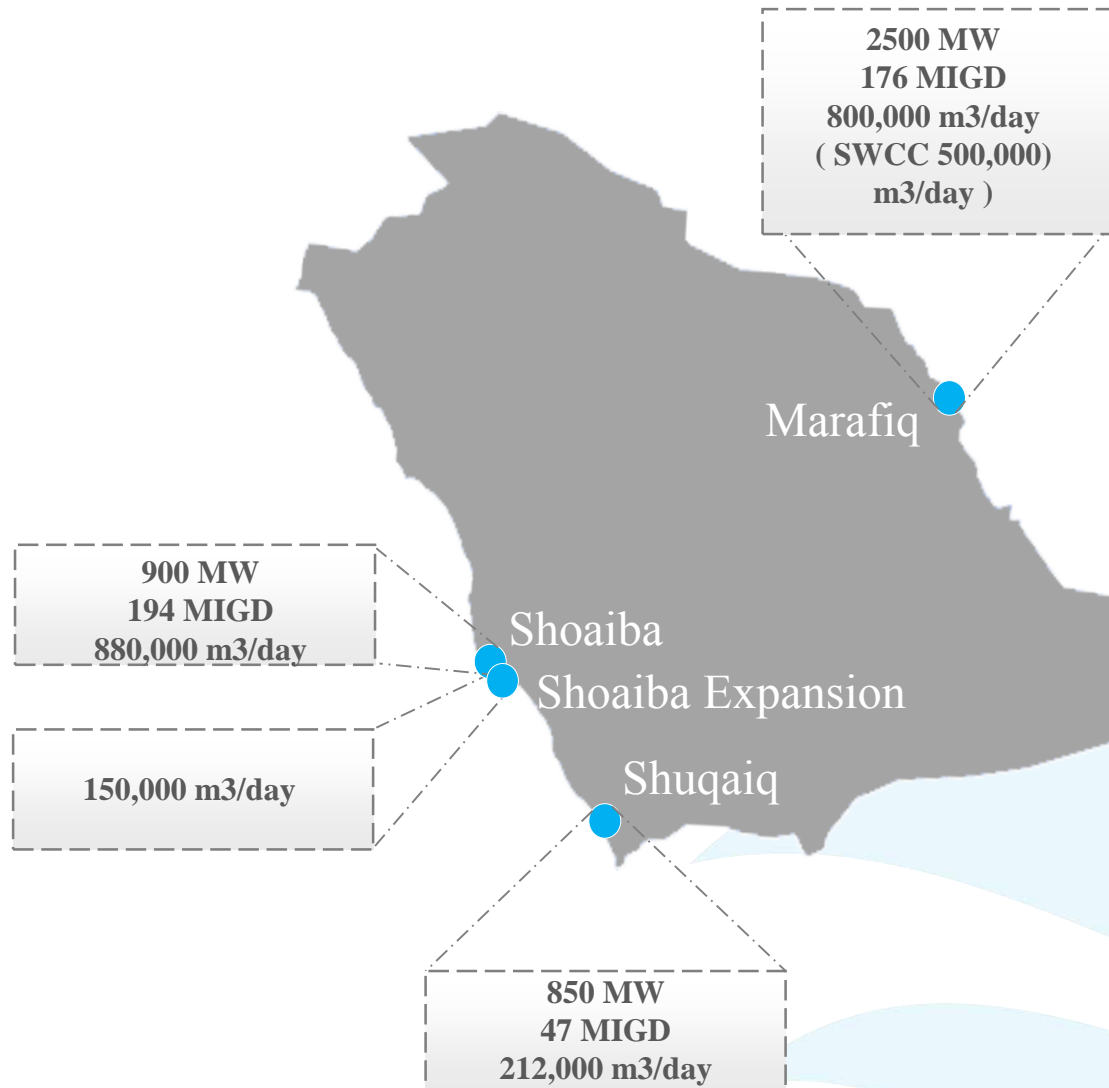 2500 MW
176 MIGD
800,000 m3/day
( SWCC 500,000)
m3/day )
Marafiq
900 MW
194 MIGD
880,000 m3/day
Shoaiba
Shoaiba Expansion
150,000 m3/day
Shuqaiq
850 MW
47 MIGD
212,000 m3/day